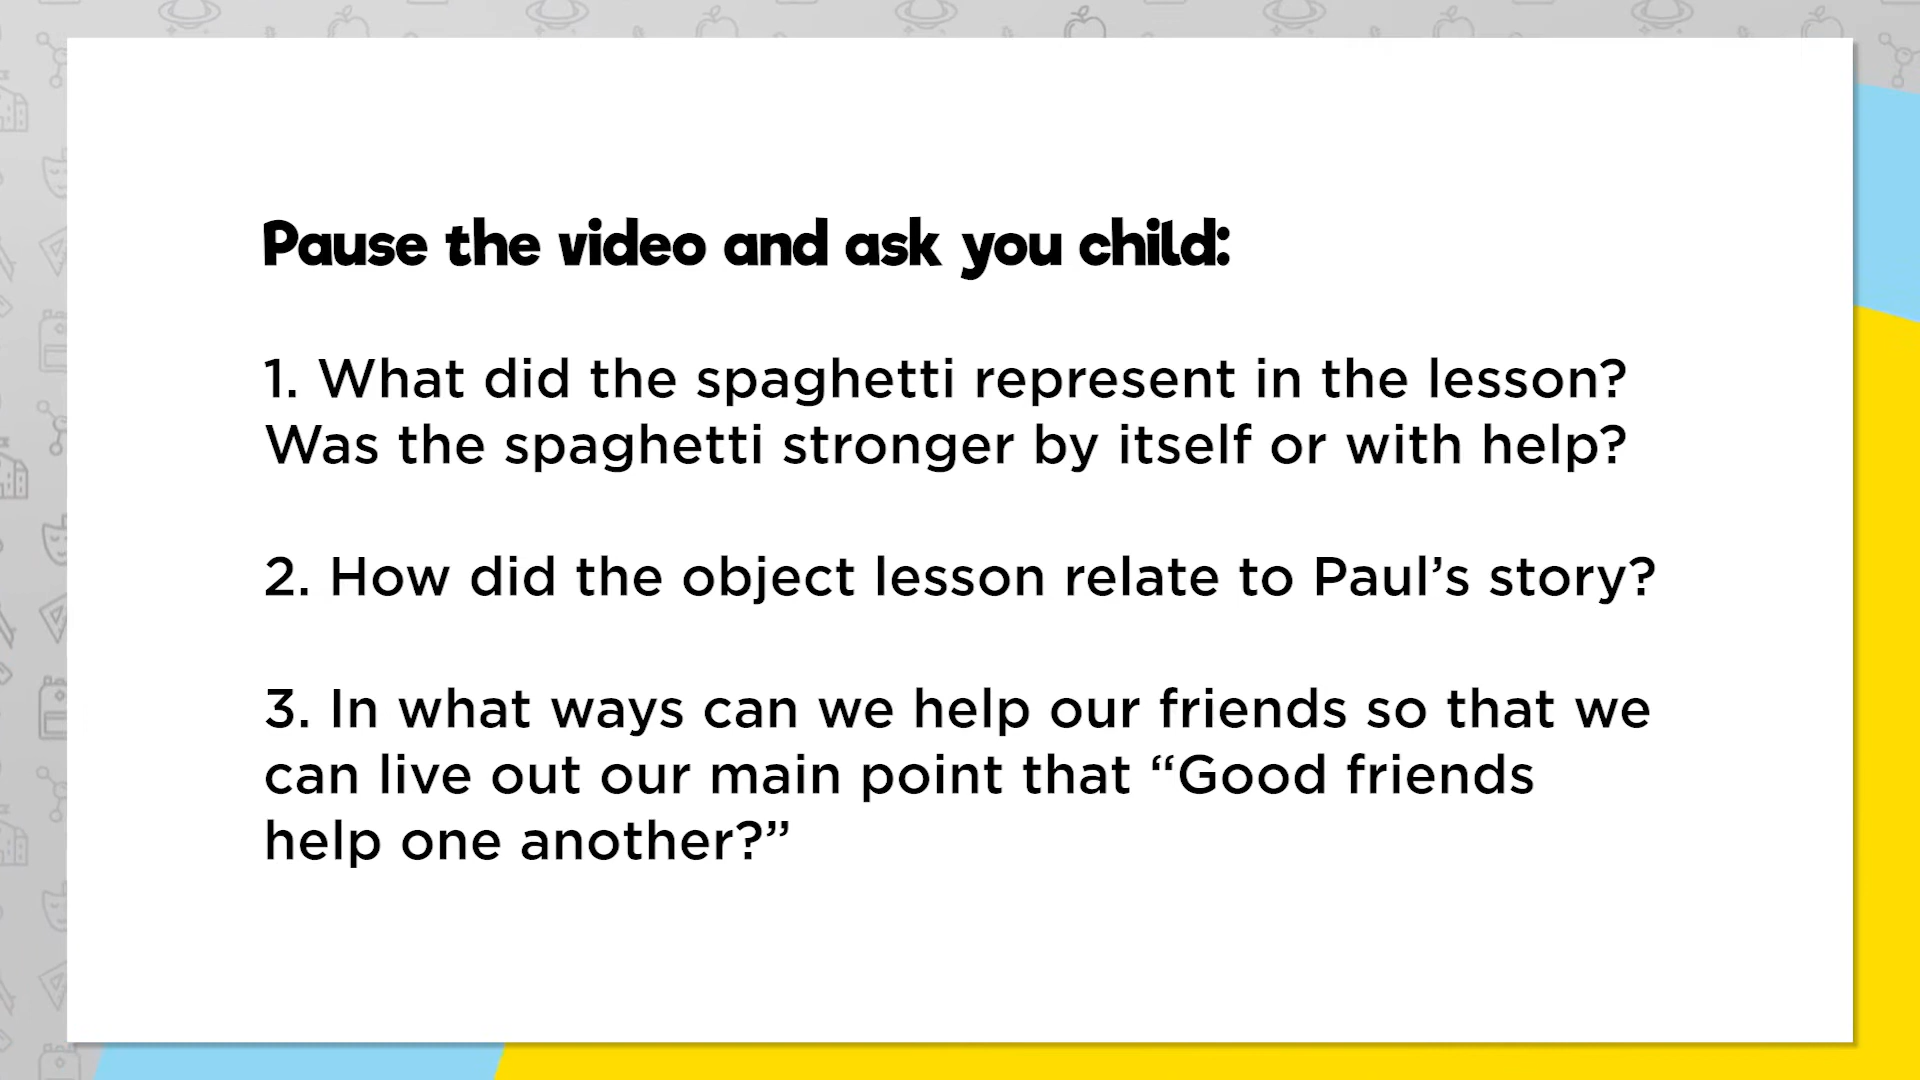 Pause the video and ask you child:
1. What did the spaghetti represent in the lesson?
Was the spaghetti stronger by itself or with help?
2. How did the object lesson relate to Paul’s story?
3. In what ways can we help our friends so that we
can live out our main point that “Good friends
help one another?”